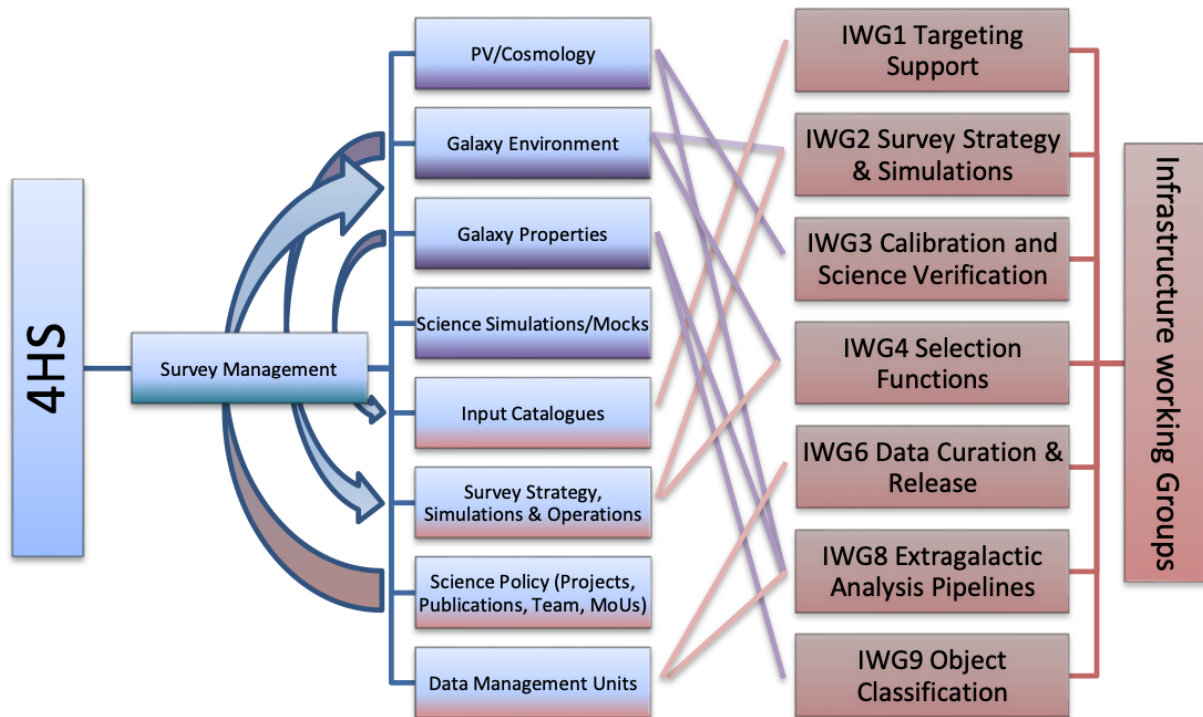 4HS
Survey Management
PV/Cosmology
Galaxy Environment
Galaxy Properties
Science Simulations/Mocks
Input Catalogues
Survey Strategy,
Simulations & Operations
Science Policy (Projects,
Publications, Team, MoUs)
Data Management Units
IWG1 Targeting
Support
IWG2 Survey Strategy
& Simulations
IWG3 Calibration and
Science Verification
IWG4 Selection
Functions
IWG6 Data Curation &
Release
IWG8 Extragalactic
Analysis Pipelines
IWG9 Object
Classification
Infrastructure working Groups